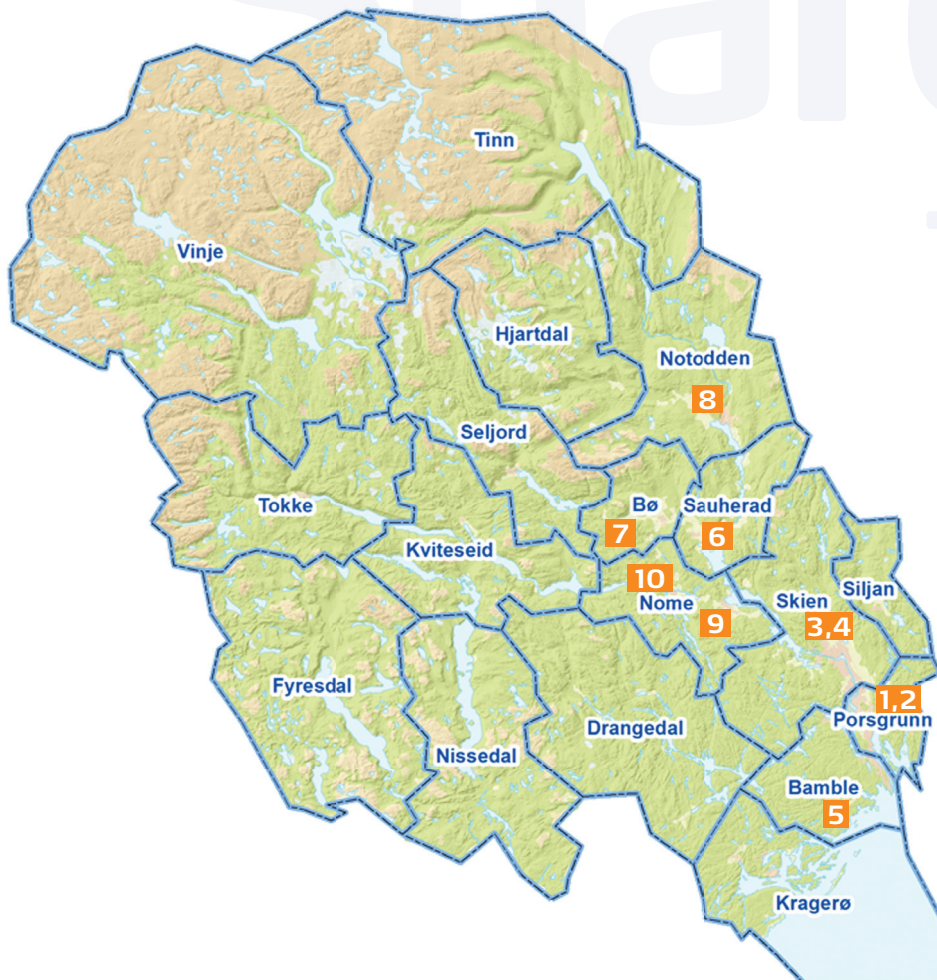 Tinn
Vinje
Hjartdal
Notodden
8
Seljord
Tokke
Bø
Sauherad
7
6
Kviteseid
10
Nome
9
Skien
3,4
Siljan
Fyresdal
1,2
Porsgrunn
Drangedal
Nissedal
Bamble
5
Kragerø